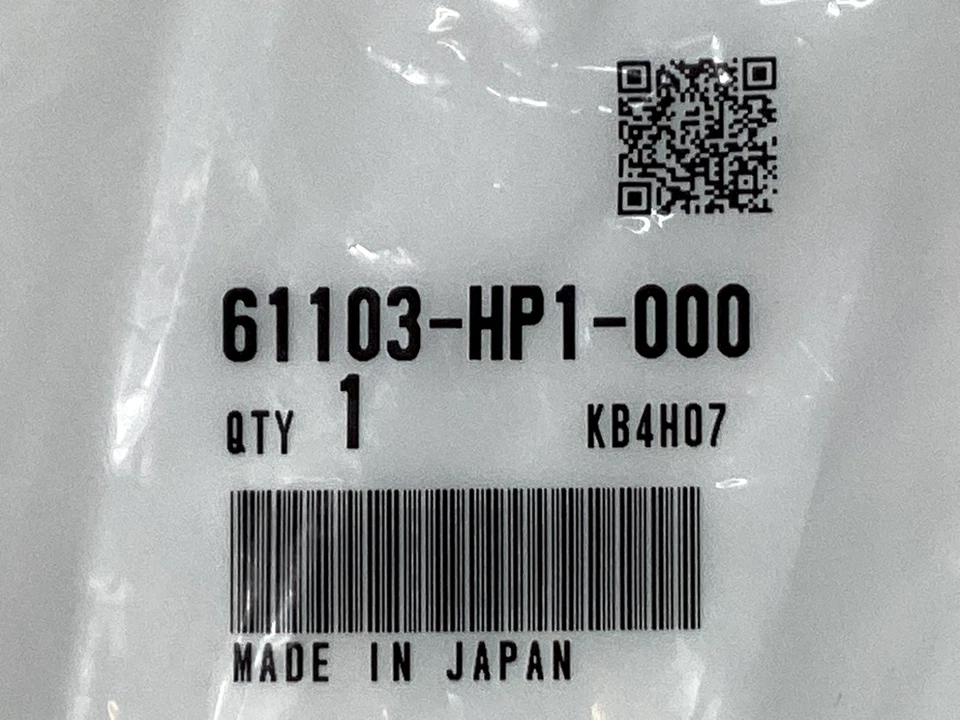 61103-HP1-000
QTY 1 KB4H07
MADE IN JAPAN